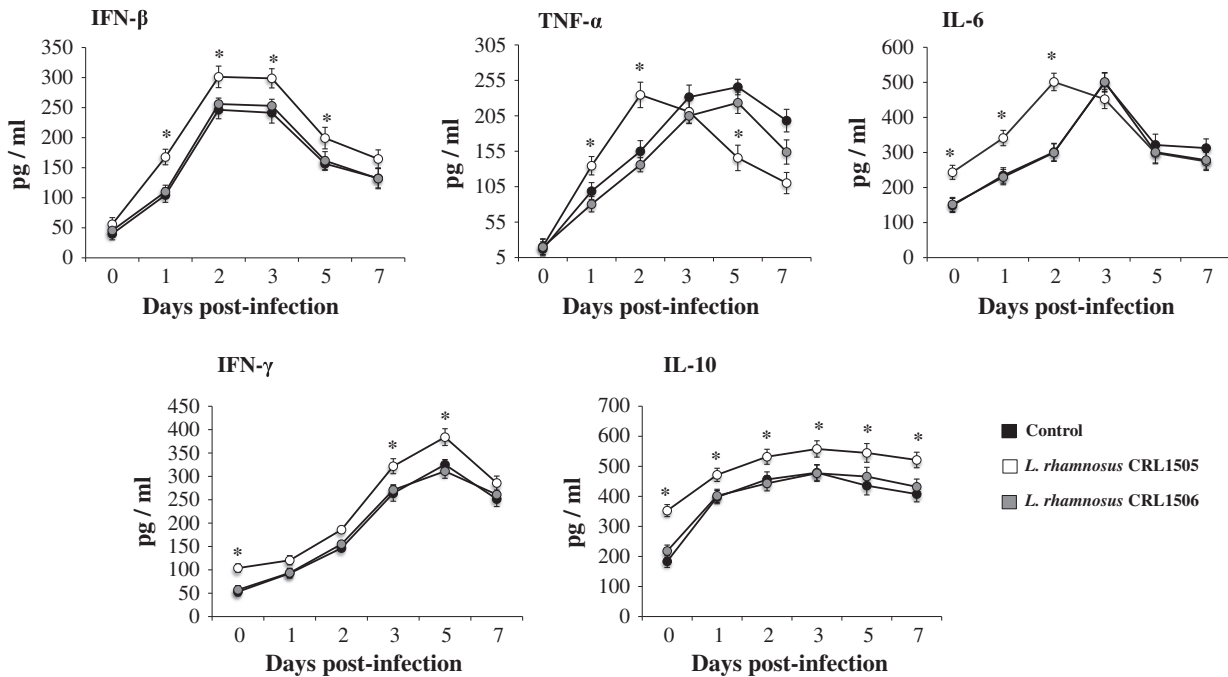 IFN-β
350
300
250
200
150
100
50
0
pg / ml
* * * *
0 1 2 3 5 7
Days post-infection
TNF-α
305
255
205
155
105
55
5
pg / ml
* * *
0 1 2 3 5 7
Days post-infection
IL-6
600
500
400
300
200
100
0
pg / ml
* * *
0 1 2 3 5 7
Days post-infection
IFN-γ
450
400
350
300
250
200
150
100
50
0
pg / ml
* * *
0 1 2 3 5 7
Days post-infection
IL-10
700
600
500
400
300
200
100
0
pg / ml
* * * * * *
0 1 2 3 5 7
Days post-infection
Control
L. rhamnosus CRL1505
L. rhamnosus CRL1506